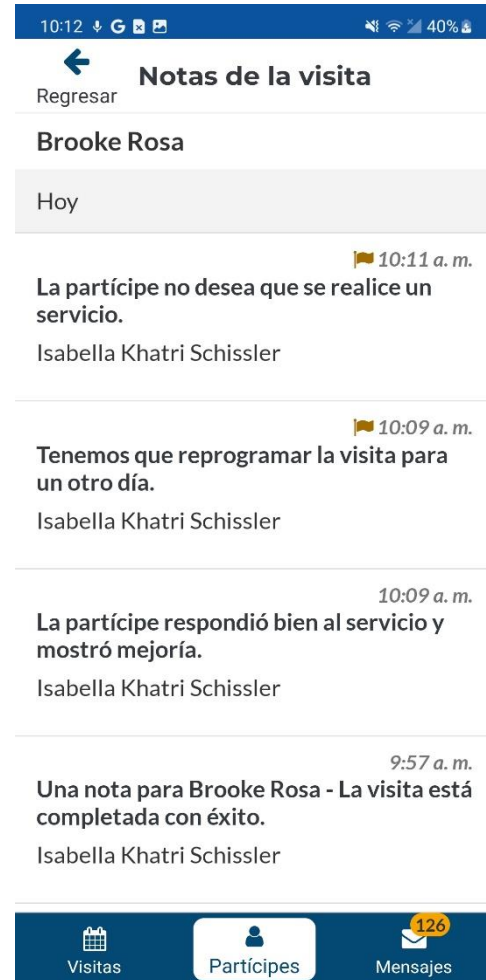 10:12 G 40%
Notas de la visita
Regresar
Brooke Rosa
Hoy
10:11 a. m.
La partícipe no desea que se realice un
servicio.
Isabella Khatri Schissler
10:09 a. m.
Tenemos que reprogramar la visita para
un otro día.
Isabella Khatri Schissler
10:09 a. m.
La partícipe respondió bien al servicio y
mostró mejoría.
Isabella Khatri Schissler
9:57 a. m.
Una nota para Brooke Rosa - La visita está
completada con éxito.
Isabella Khatri Schissler
126
Visitas Partícipes Mensajes